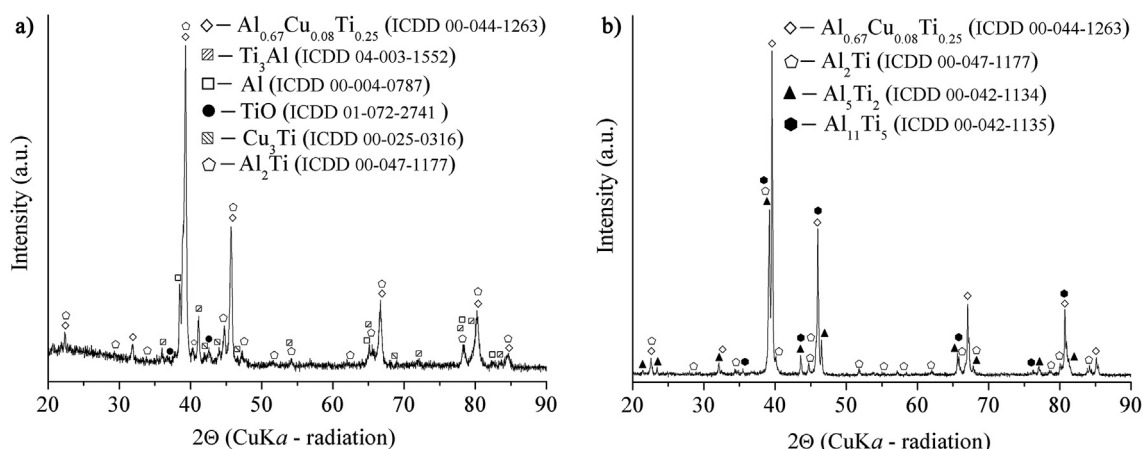 a)
Al0.67Cu0.08Ti0.25 (ICDD 00-044-1263)
Ti3Al (ICDD 04-003-1552)
Al (ICDD 00-004-0787)
TiO (ICDD 01-072-2741)
Cu3Ti (ICDD 00-025-0316)
Al2Ti (ICDD 00-047-1177)
Intensity (a.u.)
20 30 40 50 60 70 80 90
2Θ (CuKa - radiation)
b)
Al0.67Cu0.08Ti0.25 (ICDD 00-044-1263)
Al2Ti (ICDD 00-047-1177)
Al5Ti2 (ICDD 00-042-1134)
Al11Ti5 (ICDD 00-042-1135)
Intensity (a.u.)
20 30 40 50 60 70 80 90
2Θ (CuKa - radiation)